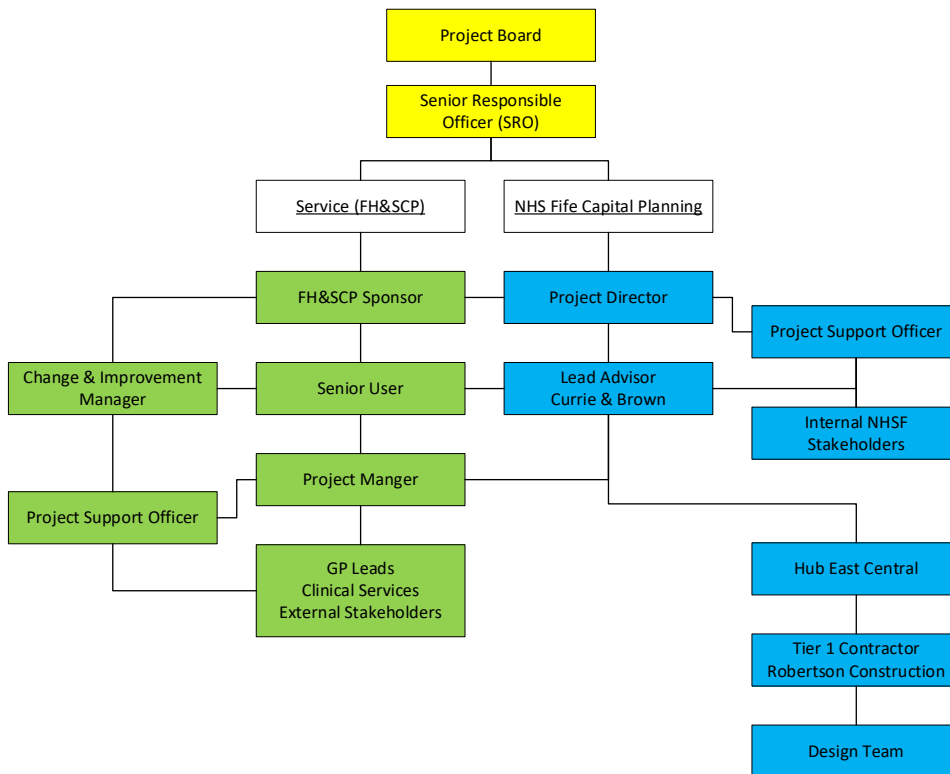 Project Board
Senior Responsible
Officer (SRO)
Service (FH&SCP)
NHS Fife Capital Planning
FH&SCP Sponsor
Project Director
Project Support Officer
Change & Improvement
Manager
Senior User
Lead Advisor
Currie & Brown
Internal NHSF
Stakeholders
Project Manger
Project Support Officer
GP Leads
Clinical Services
External Stakeholders
Hub East Central
Tier 1 Contractor
Robertson Construction
Design Team